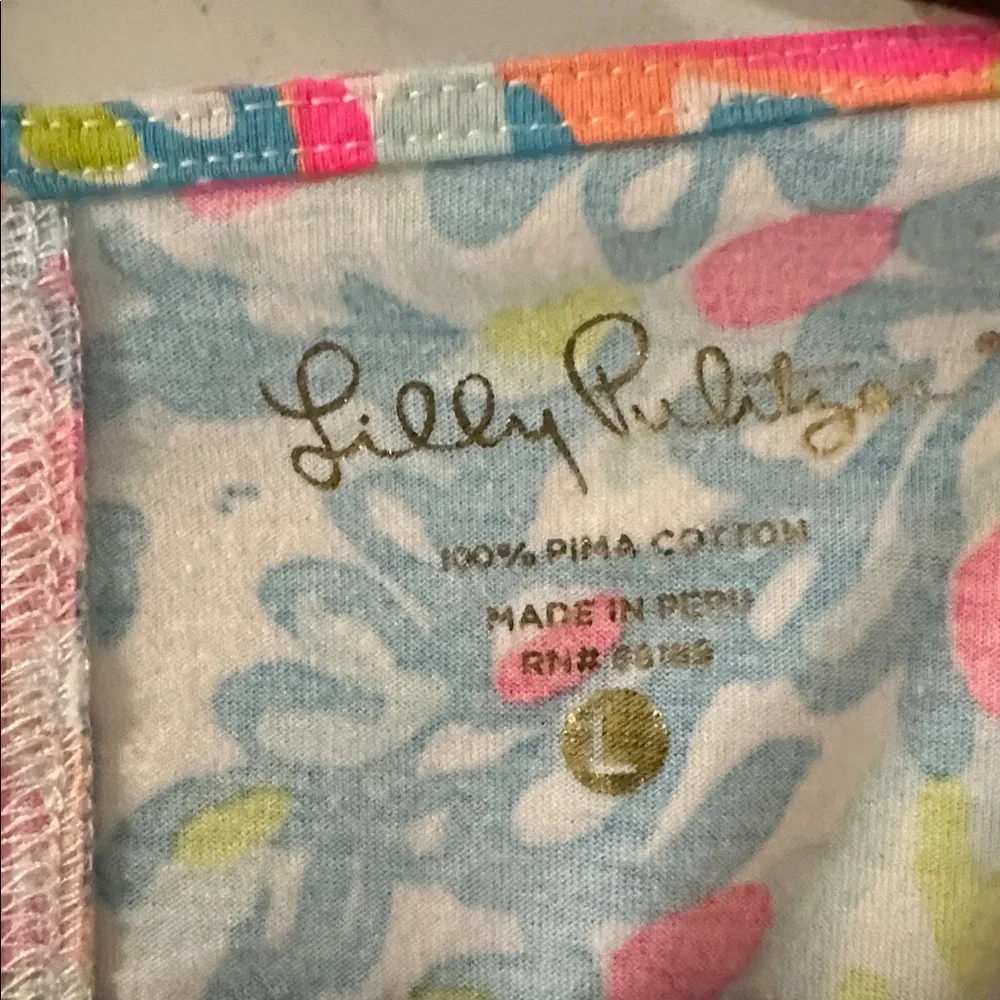 Lilly Pulitzer
100% PIMA COTTON
MADE IN PERU
RN#
L